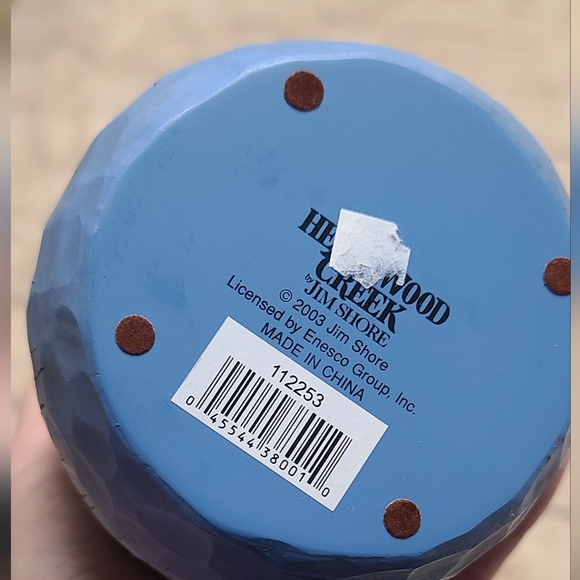 WOOD
CREEK
by
JIM SHORE
© 2003 Jim Shore
Licensed by Enesco Group, Inc.
MADE IN CHINA
112253
0 45544 38001 0